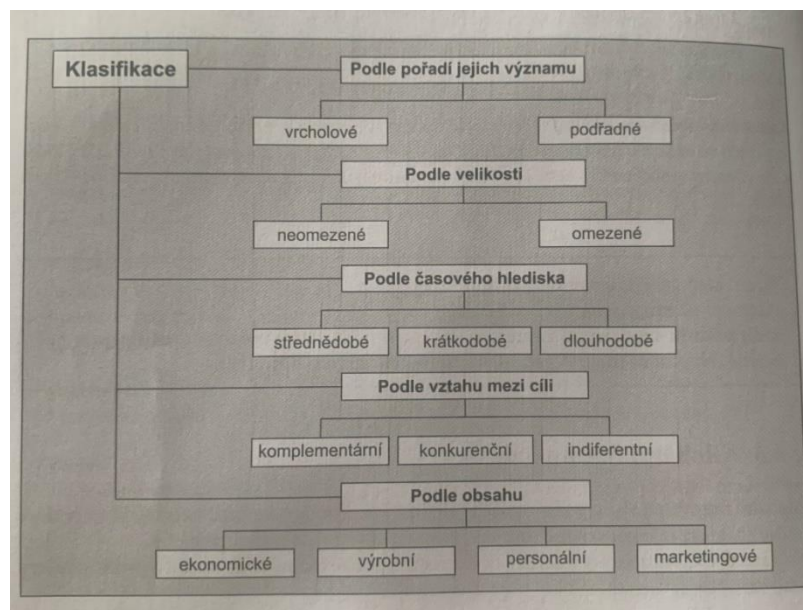 Klasifikace
Podle pořadí jejich významu
vrcholové
podřadné
Podle velikosti
neomezené
omezené
Podle časového hlediska
střednědobé
krátkodobé
dlouhodobé
Podle vztahu mezi cíli
komplementární
konkurenční
indiferentní
Podle obsahu
ekonomické
výrobní
personální
marketingové